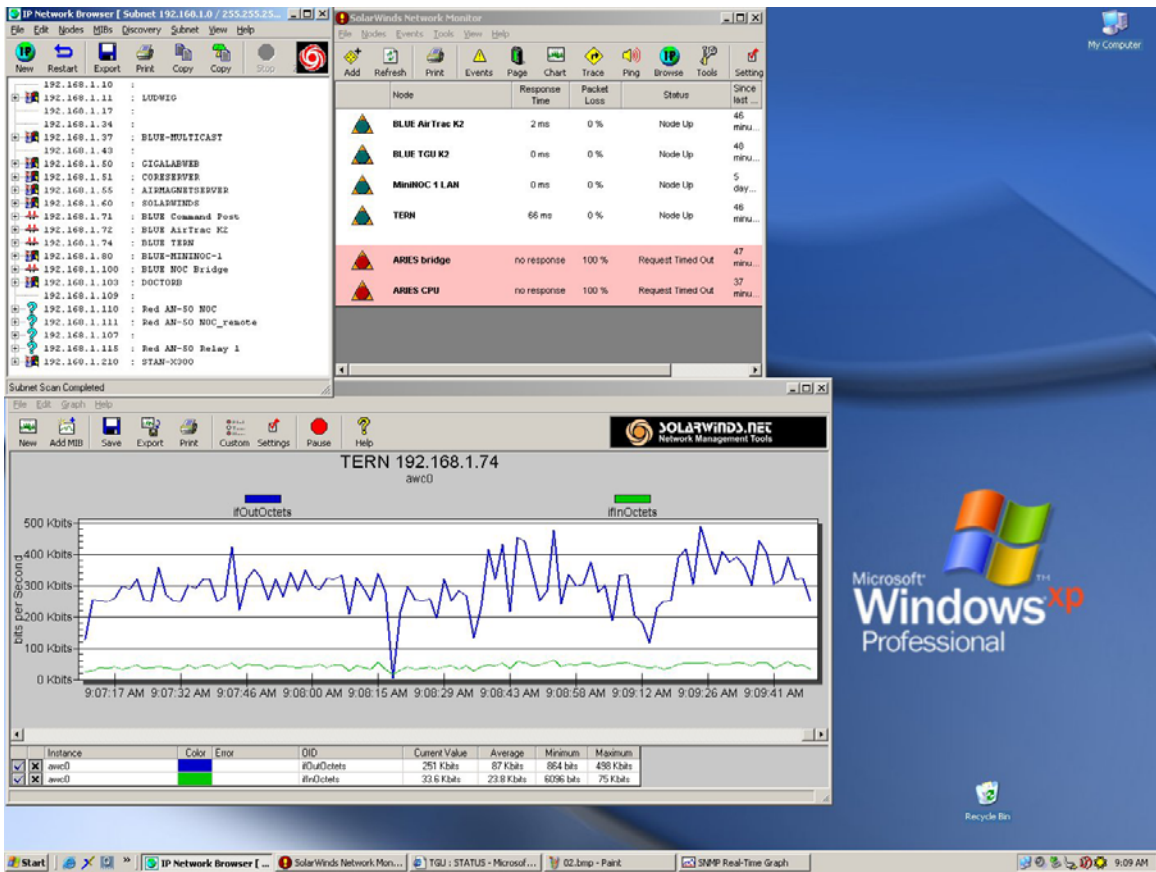 IP Network Browser [ Subnet 192.168.1.0 / 255.255.25...
File Edit Nodes MIBs Discovery Subnet View Help
New Restart Export Print Copy Copy Stop
192.168.1.10 :
192.168.1.11 : LUDWIG
192.168.1.17 :
192.168.1.34 :
192.168.1.37 : BLUE-MULTICAST
192.168.1.43 :
192.168.1.50 : GIGALABWEB
192.168.1.51 : CORESERVER
192.168.1.55 : AIRMAGNETSERVER
192.168.1.60 : SOLARWINDS
192.168.1.71 : BLUE Command Post
192.168.1.72 : BLUE AirTrac K2
192.168.1.74 : BLUE TERN
192.168.1.80 : BLUE-MININOC-1
192.168.1.100 : BLUE NOC Bridge
192.168.1.103 : DOCTORB
192.168.1.109 :
192.168.1.110 : Red AN-50 NOC
192.168.1.111 : Red AN-50 NOC_remote
192.168.1.107 :
192.168.1.115 : Red AN-50 Relay 1
192.168.1.210 : STAN-X300
Subnet Scan Completed
SolarWinds Network Monitor
File Nodes Events Tools View Help
Add Refresh Print Events Page Chart Trace Ping Browse Tools Setting
Node Response Time Packet Loss Status Since last ...
BLUE AirTrac K2 2 ms 0 % Node Up 46 minu...
BLUE TGU K2 0 ms 0 % Node Up 48 minu...
MiniNOC 1 LAN 0 ms 0 % Node Up 5 day...
TERN 66 ms 0 % Node Up 46 minu...
ARIES bridge no response 100 % Request Timed Out 47 minu...
ARIES CPU no response 100 % Request Timed Out 37 minu...
My Computer
File Edit Graph Help
New Add MIB Save Export Print Custom Settings Pause Help
SOLARWINDS.NET
Network Management Tools
TERN 192.168.1.74
awc0
ifOutOctets ifInOctets
bits per Second
500 Kbits
400 Kbits
300 Kbits
200 Kbits
100 Kbits
0 Kbits
9:07:17 AM 9:07:32 AM 9:07:46 AM 9:08:00 AM 9:08:15 AM 9:08:29 AM 9:08:43 AM 9:08:58 AM 9:09:12 AM 9:09:26 AM 9:09:41 AM
Instance Color Error OID Current Value Average Minimum Maximum
awc0 ifOutOctets 251 Kbits 87 Kbits 864 bits 498 Kbits
awc0 ifInOctets 33.6 Kbits 23.8 Kbits 6096 bits 75 Kbits
Microsoft
Windows xp TM
Professional
Recycle Bin
Start » IP Network Browser [ ... SolarWinds Network Mon... TGU : STATUS - Microsof... 02.bmp - Paint SNMP Real-Time Graph 9:09 AM